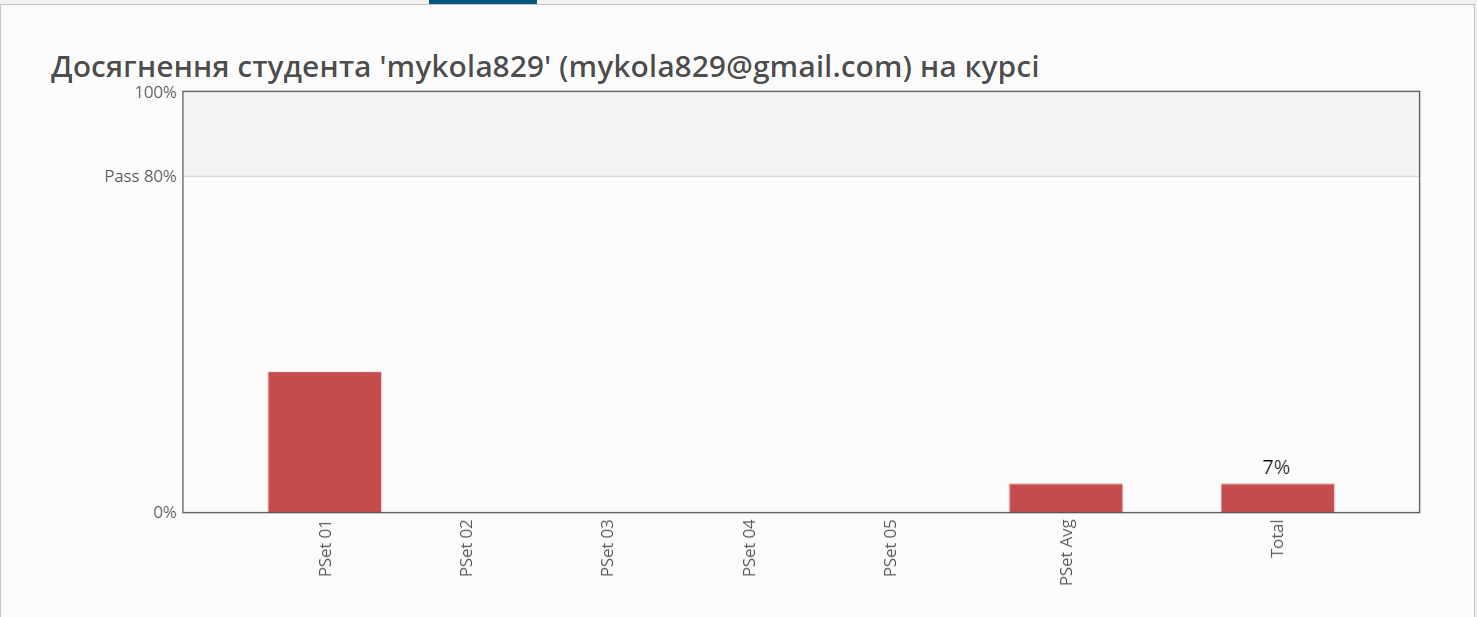 Досягнення студента 'mykola829' (mykola829@gmail.com) на курсі
100%
Pass 80%
7%
0%
PSet 01
PSet 02
PSet 03
PSet 04
PSet 05
PSet Avg
Total